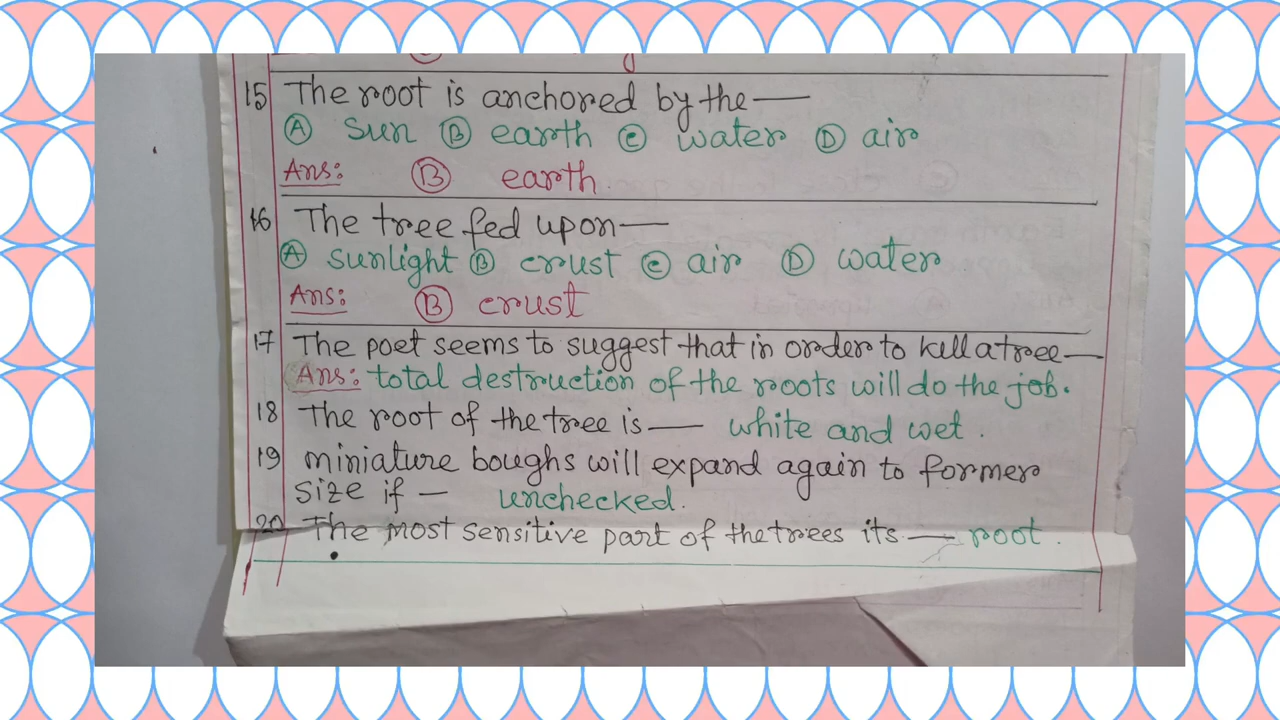 15 The root is anchored by the —
Ⓐ sun Ⓑ earth Ⓒ water Ⓓ air
Ans: Ⓑ earth.
16 The tree fed upon —
Ⓐ sunlight Ⓑ crust Ⓒ air Ⓓ water
Ans: Ⓑ crust
17 The poet seems to suggest that in order to kill a tree —
Ans: total destruction of the roots will do the job.
18 The root of the tree is — white and wet.
19 miniature boughs will expand again to former
size if — unchecked.
20 The most sensitive part of the trees its — root.